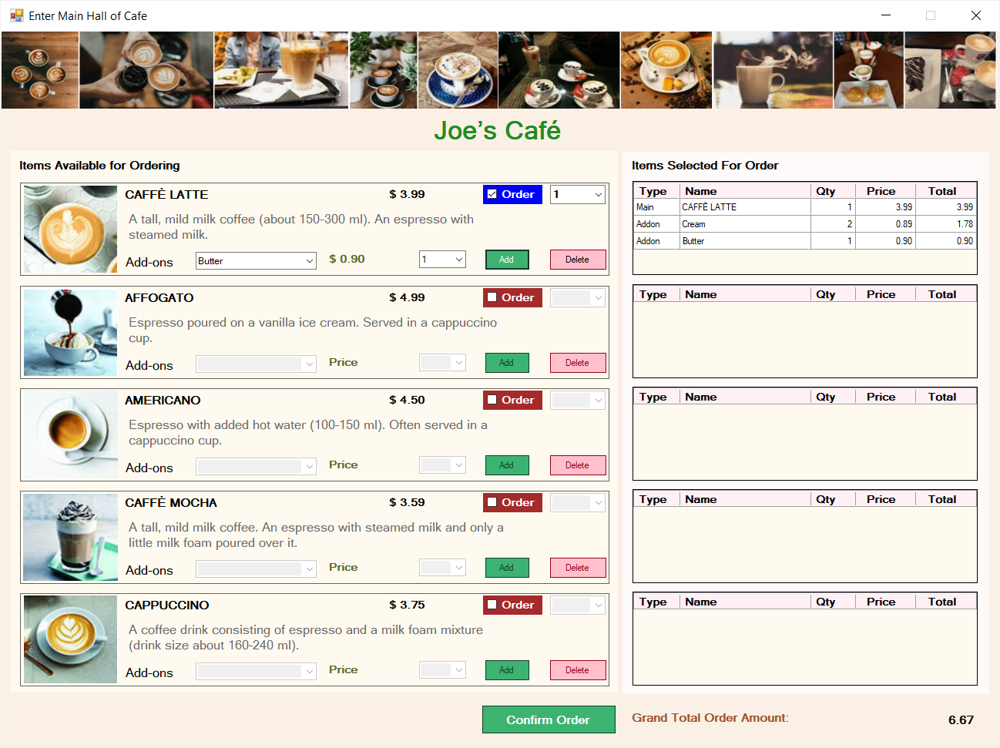 Enter Main Hall of Cafe
Joe's Café
Items Available for Ordering
CAFFÈ LATTE $ 3.99 Order 1
A tall, mild milk coffee (about 150-300 ml). An espresso with
steamed milk.
Add-ons Butter $ 0.90 1 Add Delete
AFFOGATO $ 4.99 Order
Espresso poured on a vanilla ice cream. Served in a cappuccino
cup.
Add-ons Price Add Delete
AMERICANO $ 4.50 Order
Espresso with added hot water (100-150 ml). Often served in a
cappuccino cup.
Add-ons Price Add Delete
CAFFÈ MOCHA $ 3.59 Order
A tall, mild milk coffee. An espresso with steamed milk and only a
little milk foam poured over it.
Add-ons Price Add Delete
CAPPUCCINO $ 3.75 Order
A coffee drink consisting of espresso and a milk foam mixture
(drink size about 160-240 ml).
Add-ons Price Add Delete
Confirm Order
Items Selected For Order
Type Name Qty Price Total
Main CAFFÈ LATTE 1 3.99 3.99
Addon Cream 2 0.89 1.78
Addon Butter 1 0.90 0.90
Type Name Qty Price Total
Type Name Qty Price Total
Type Name Qty Price Total
Type Name Qty Price Total
Grand Total Order Amount: 6.67